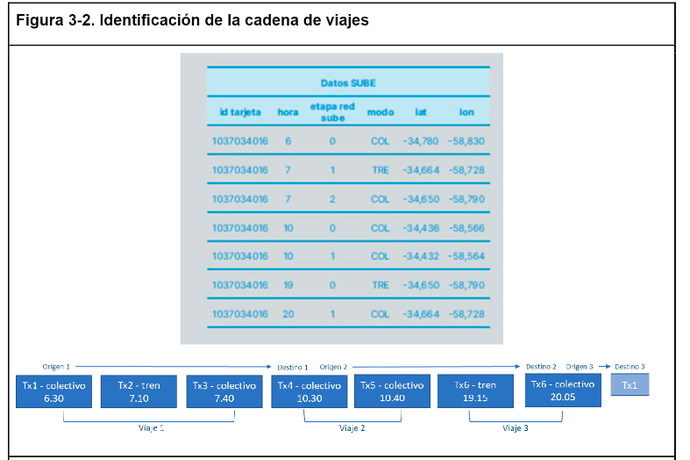 Figura 3-2. Identificación de la cadena de viajes
Datos SUBE
id tarjeta hora etapa red sube modo lat lon
1037034016 6 0 COL -34,780 -58,830
1037034016 7 1 TRE -34,664 -58,728
1037034016 7 2 COL -34,650 -58,790
1037034016 10 0 COL -34,436 -58,566
1037034016 10 1 COL -34,432 -58,564
1037034016 19 0 TRE -34,650 -58,790
1037034016 20 1 COL -34,664 -58,728
Origen 1 Destino 1 Origen 2 Destino 2 Origen 3 Destino 3
Tx1 - colectivo Tx2 - tren Tx3 - colectivo Tx4 - colectivo Tx5 - colectivo Tx6 - tren Tx6 - colectivo Tx1
6.30 7.10 7.40 10.30 10.40 19.15 20.05
Viaje 1 Viaje 2 Viaje 3